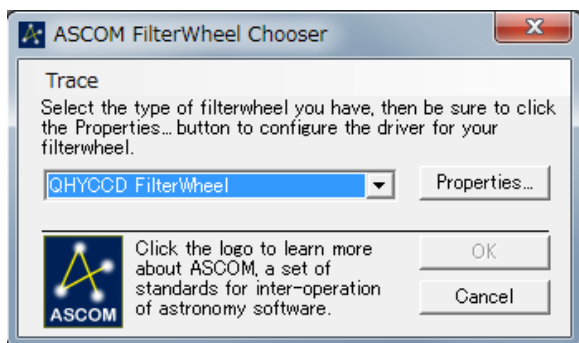 ASCOM FilterWheel Chooser
Trace
Select the type of filterwheel you have, then be sure to click
the Properties... button to configure the driver for your
filterwheel.
QHYCCD FilterWheel
Properties...
Click the logo to learn more
about ASCOM, a set of
standards for inter-operation
of astronomy software.
ASCOM
OK
Cancel